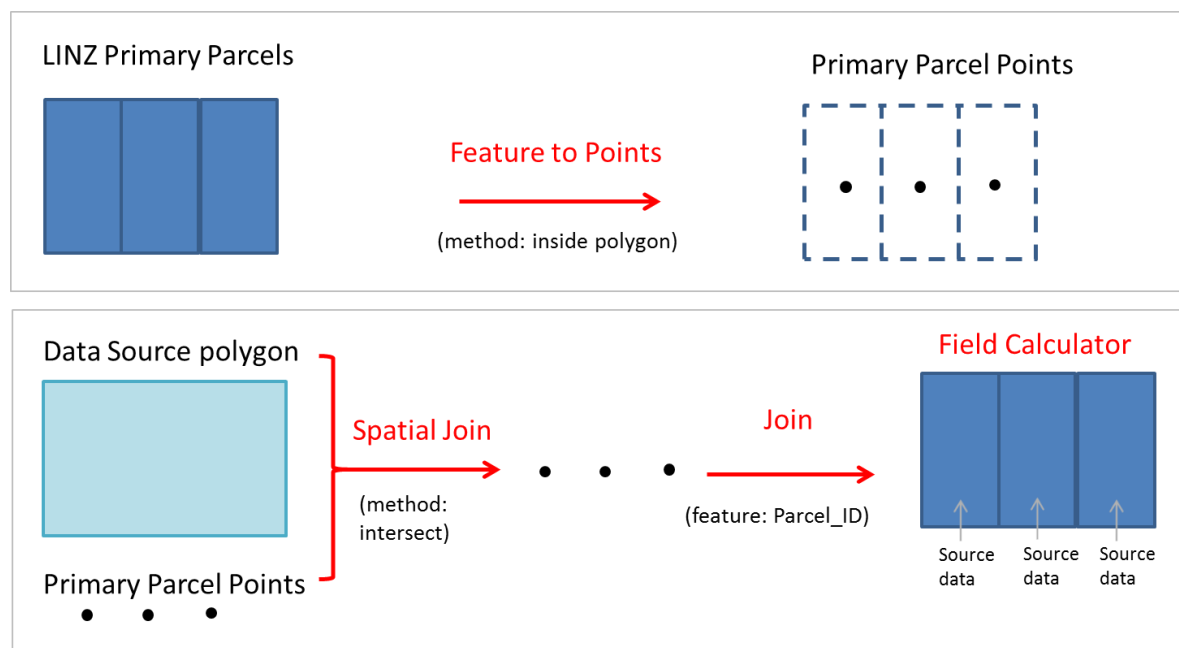 LINZ Primary Parcels
Primary Parcel Points
Feature to Points
(method: inside polygon)
Data Source polygon
Field Calculator
Spatial Join
Join
(method:
intersect)
(feature: Parcel_ID)
Source
data
Source
data
Source
data
Primary Parcel Points